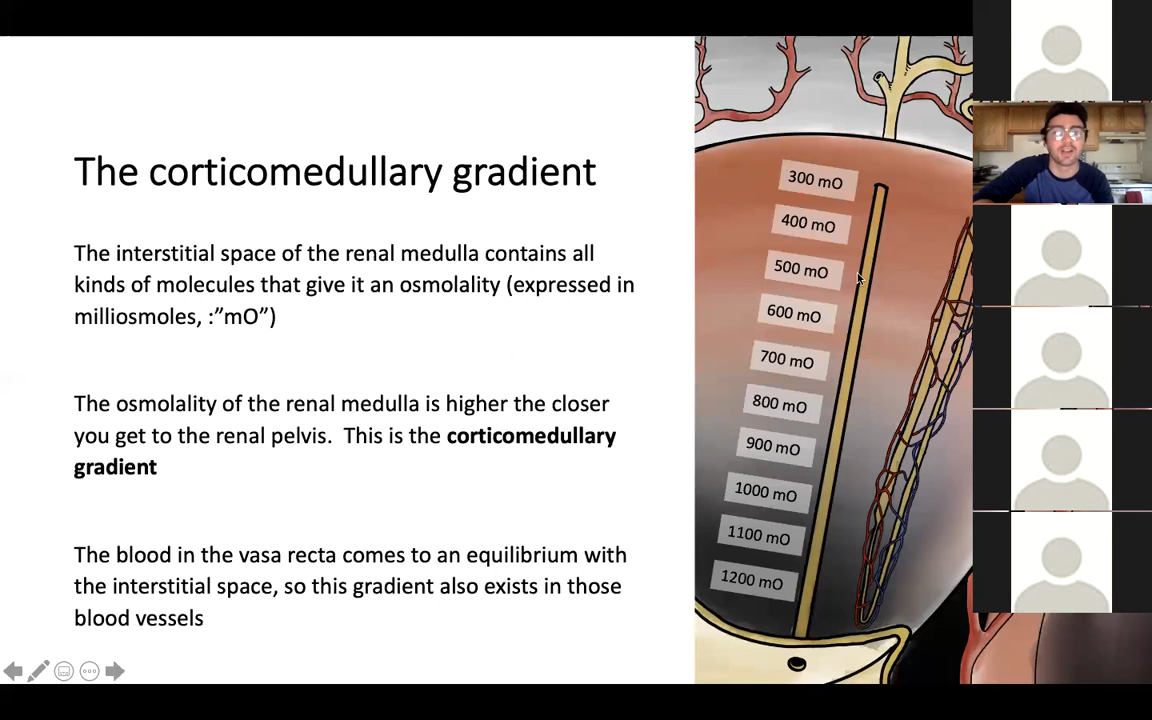 The corticomedullary gradient
The interstitial space of the renal medulla contains all
kinds of molecules that give it an osmolality (expressed in
milliosmoles, :”mO”)
The osmolality of the renal medulla is higher the closer
you get to the renal pelvis.  This is the corticomedullary
gradient
The blood in the vasa recta comes to an equilibrium with
the interstitial space, so this gradient also exists in those
blood vessels
300 mO
400 mO
500 mO
600 mO
700 mO
800 mO
900 mO
1000 mO
1100 mO
1200 mO